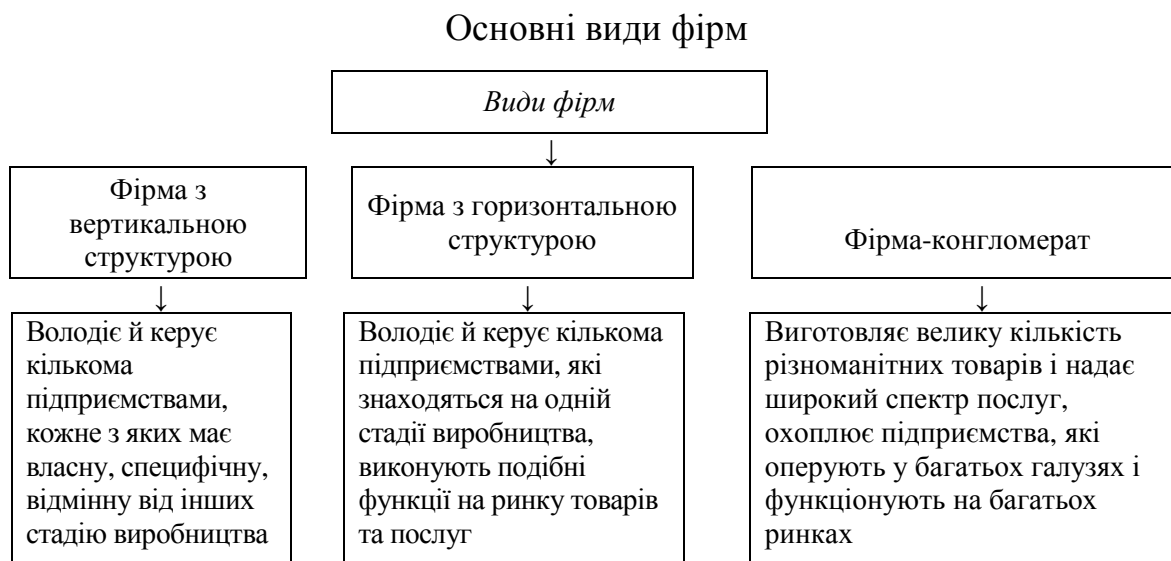 Основні види фірм
Види фірм
↓
Фірма з
вертикальною
структурою
Фірма з горизонтальною
структурою
Фірма-конгломерат
↓
↓
↓
Володіє й керує
кількома
підприємствами,
кожне з яких має
власну, специфічну,
відмінну від інших
стадію виробництва
Володіє й керує кількома
підприємствами, які
знаходяться на одній
стадії виробництва,
виконують подібні
функції на ринку товарів
та послуг
Виготовляє велику кількість
різноманітних товарів і надає
широкий спектр послуг,
охоплює підприємства, які
оперують у багатьох галузях і
функціонують на багатьох
ринках